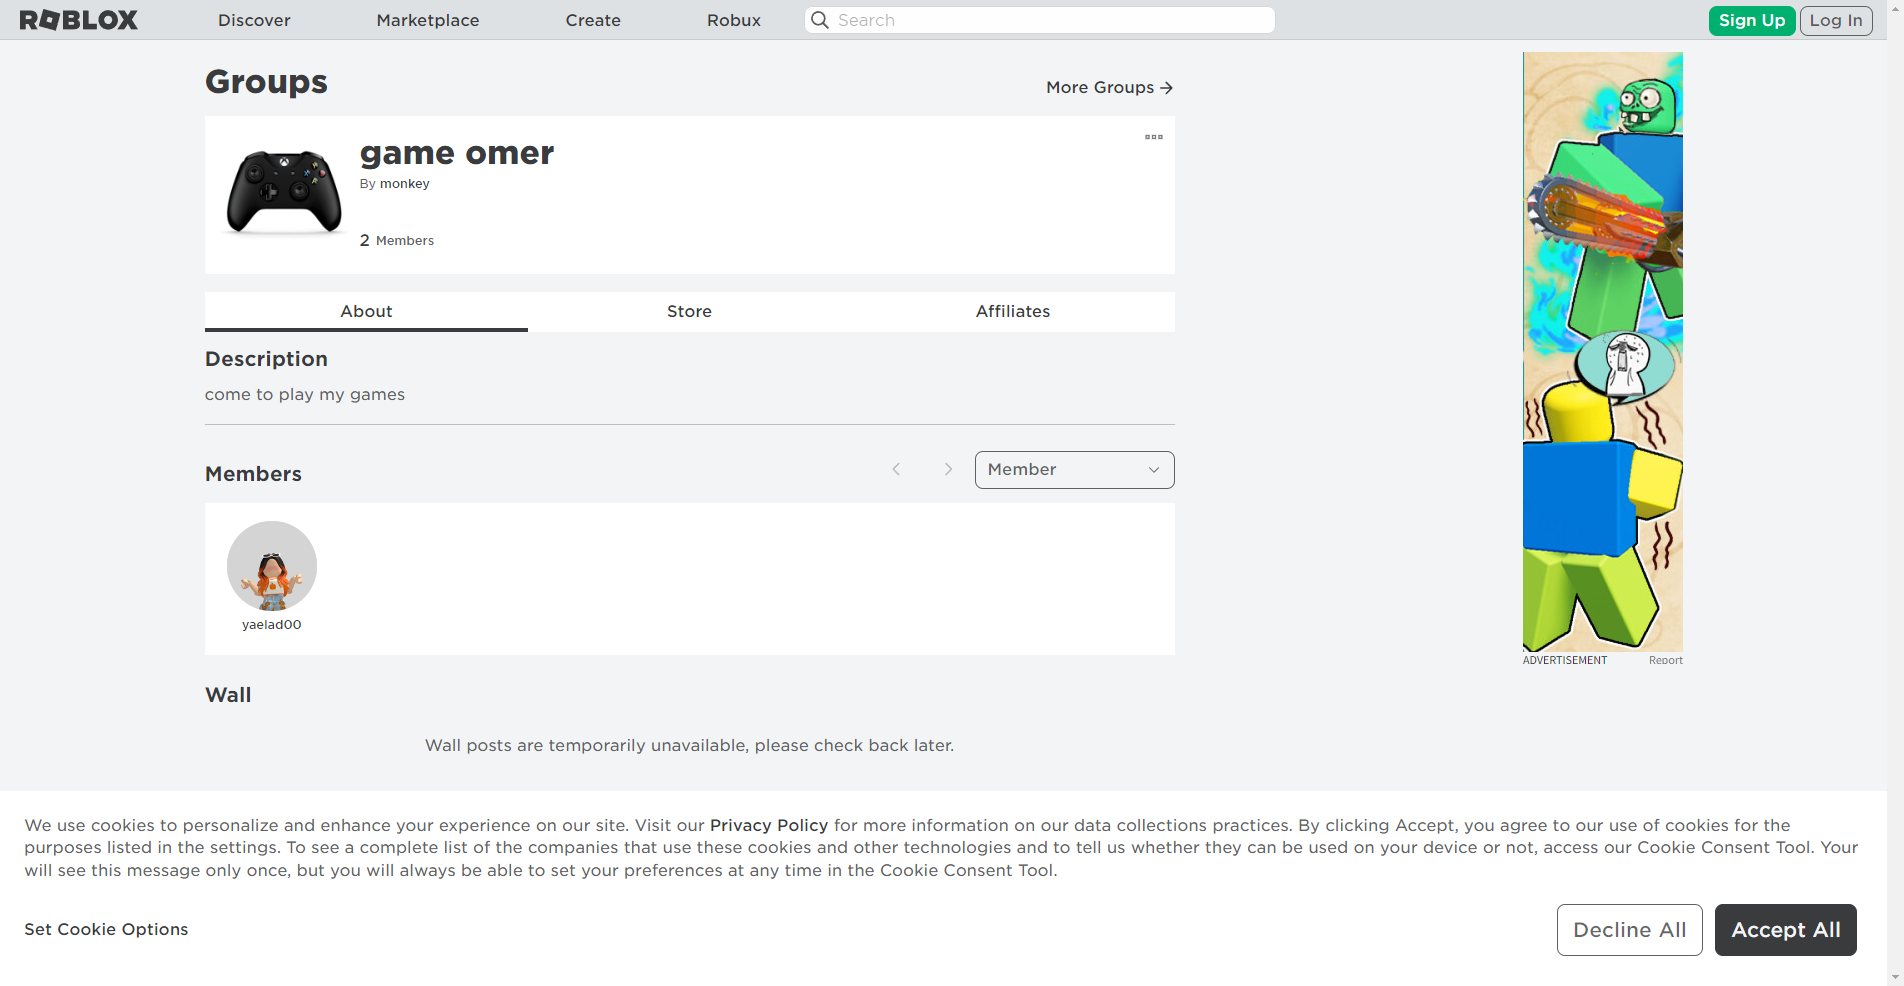 ROBLOX
Discover
Marketplace
Create
Robux
Search
Sign Up
Log In
Groups
More Groups
game omer
By monkey
2 Members
About
Store
Affiliates
Description
come to play my games
Members
Member
yaelad00
Wall
Wall posts are temporarily unavailable, please check back later.
ADVERTISEMENT
Report
We use cookies to personalize and enhance your experience on our site. Visit our Privacy Policy for more information on our data collections practices. By clicking Accept, you agree to our use of cookies for the
purposes listed in the settings. To see a complete list of the companies that use these cookies and other technologies and to tell us whether they can be used on your device or not, access our Cookie Consent Tool. Your
will see this message only once, but you will always be able to set your preferences at any time in the Cookie Consent Tool.
Set Cookie Options
Decline All
Accept All